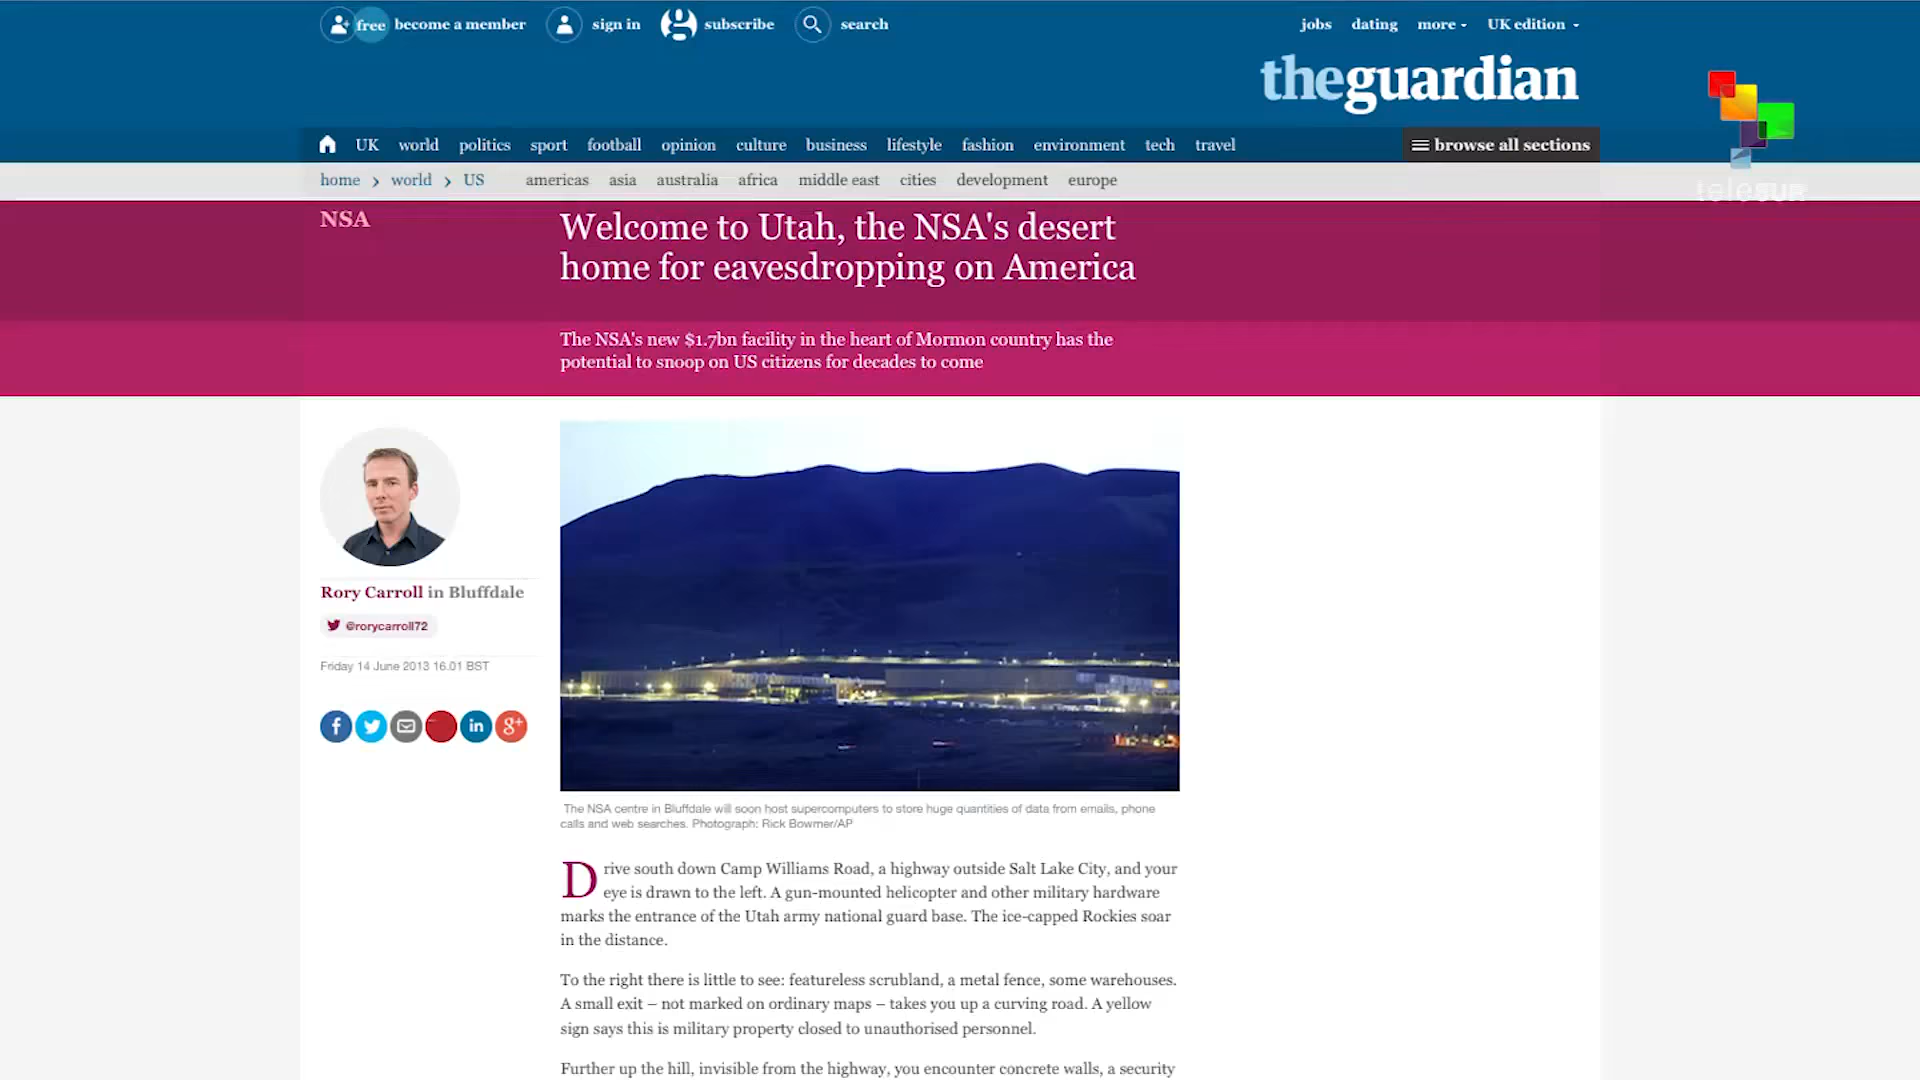 free become a member sign in subscribe search jobs dating more UK edition
theguardian
UK world politics sport football opinion culture business lifestyle fashion environment tech travel browse all sections
home world US americas asia australia africa middle east cities development europe
teleSUR
NSA
Welcome to Utah, the NSA's desert
home for eavesdropping on America
The NSA's new $1.7bn facility in the heart of Mormon country has the
potential to snoop on US citizens for decades to come
Rory Carroll in Bluffdale
@rorycarroll72
Friday 14 June 2013 16.01 BST
The NSA centre in Bluffdale will soon host supercomputers to store huge quantities of data from emails, phone
calls and web searches. Photograph: Rick Bowmer/AP
Drive south down Camp Williams Road, a highway outside Salt Lake City, and your
eye is drawn to the left. A gun-mounted helicopter and other military hardware
marks the entrance of the Utah army national guard base. The ice-capped Rockies soar
in the distance.
To the right there is little to see: featureless scrubland, a metal fence, some warehouses.
A small exit – not marked on ordinary maps – takes you up a curving road. A yellow
sign says this is military property closed to unauthorised personnel.
Further up the hill, invisible from the highway, you encounter concrete walls, a security